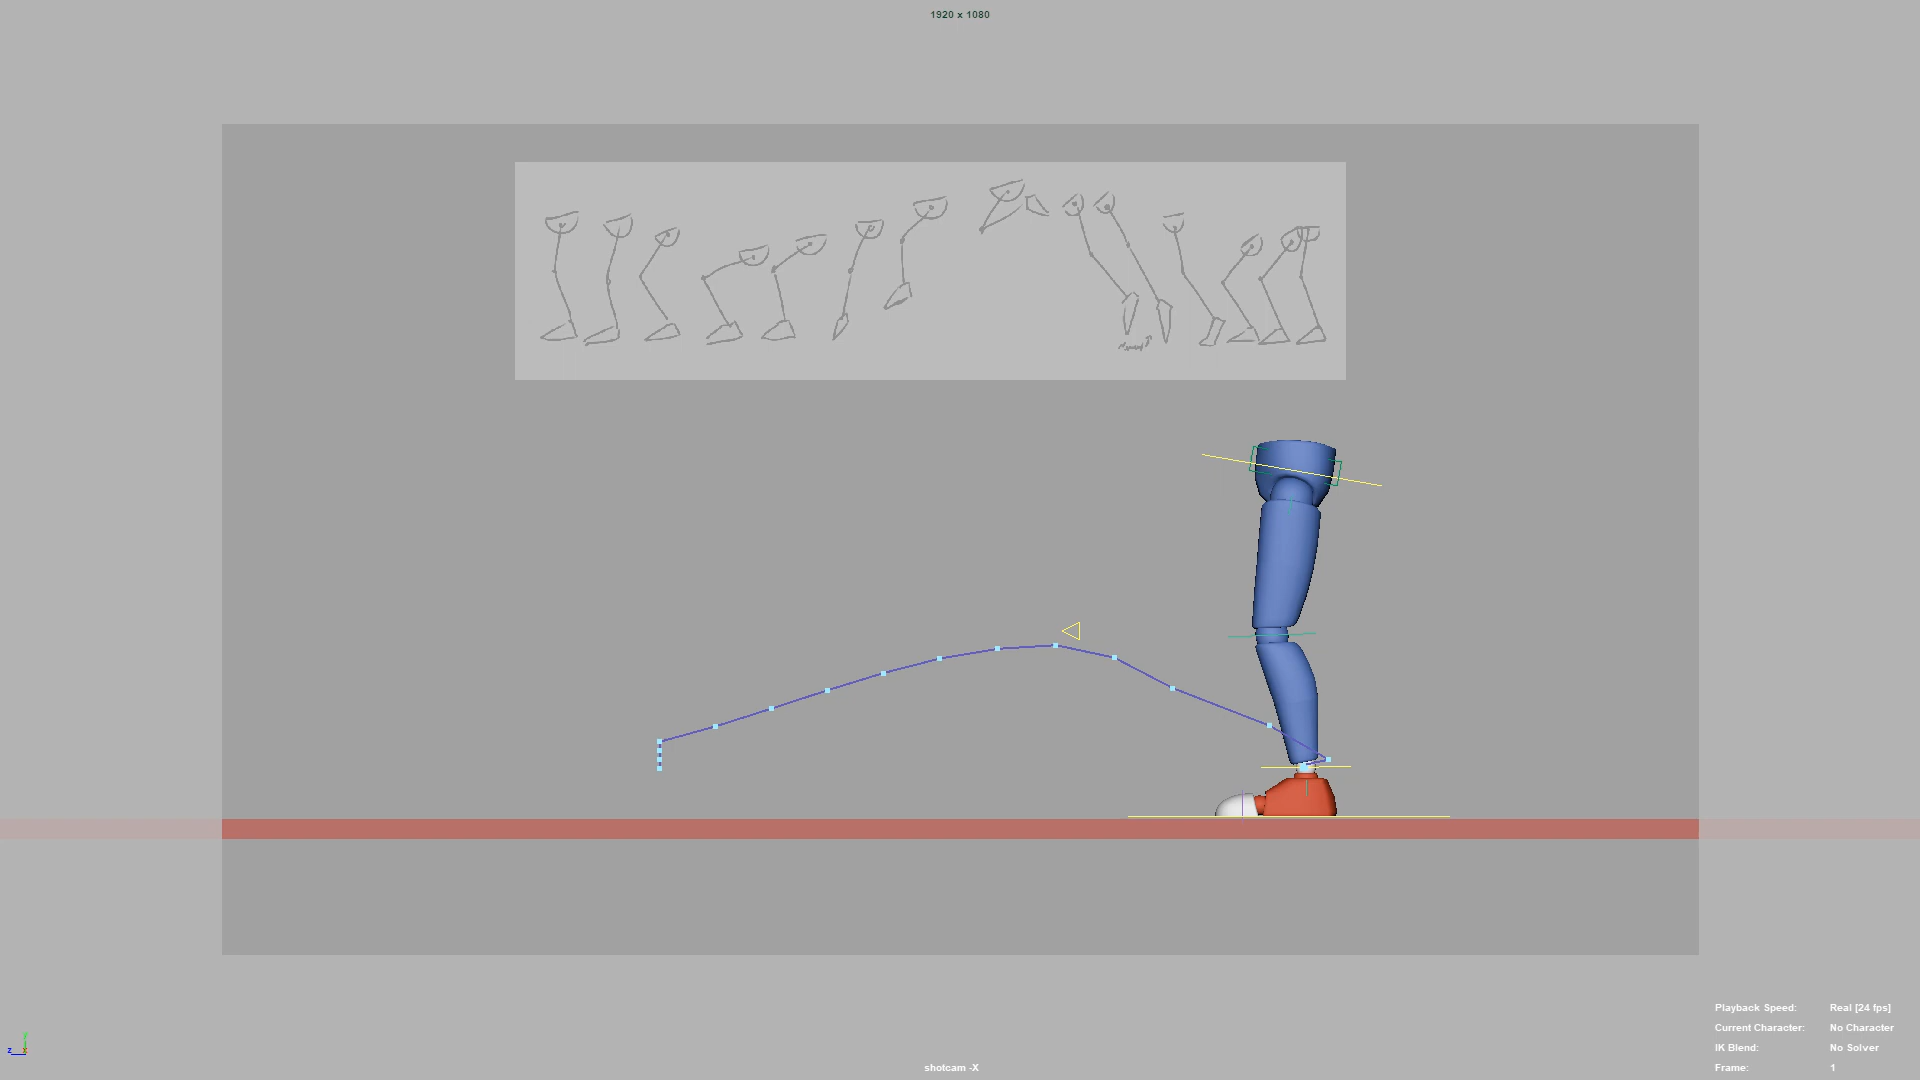 1920 x 1080
Playback Speed: Real [24 fps]
Current Character: No Character
IK Blend: No Solver
Frame: 1
shotcam -X
z